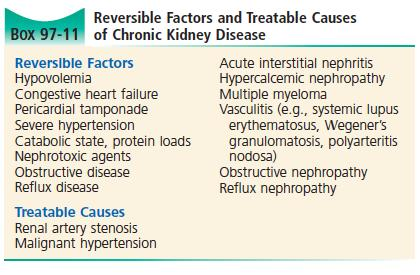 Box 97-11
Reversible Factors and Treatable Causes
of Chronic Kidney Disease
Reversible Factors
Hypovolemia
Congestive heart failure
Pericardial tamponade
Severe hypertension
Catabolic state, protein loads
Nephrotoxic agents
Obstructive disease
Reflux disease
Treatable Causes
Renal artery stenosis
Malignant hypertension
Acute interstitial nephritis
Hypercalcemic nephropathy
Multiple myeloma
Vasculitis (e.g., systemic lupus
erythematosus, Wegener's
granulomatosis, polyarteritis
nodosa)
Obstructive nephropathy
Reflux nephropathy